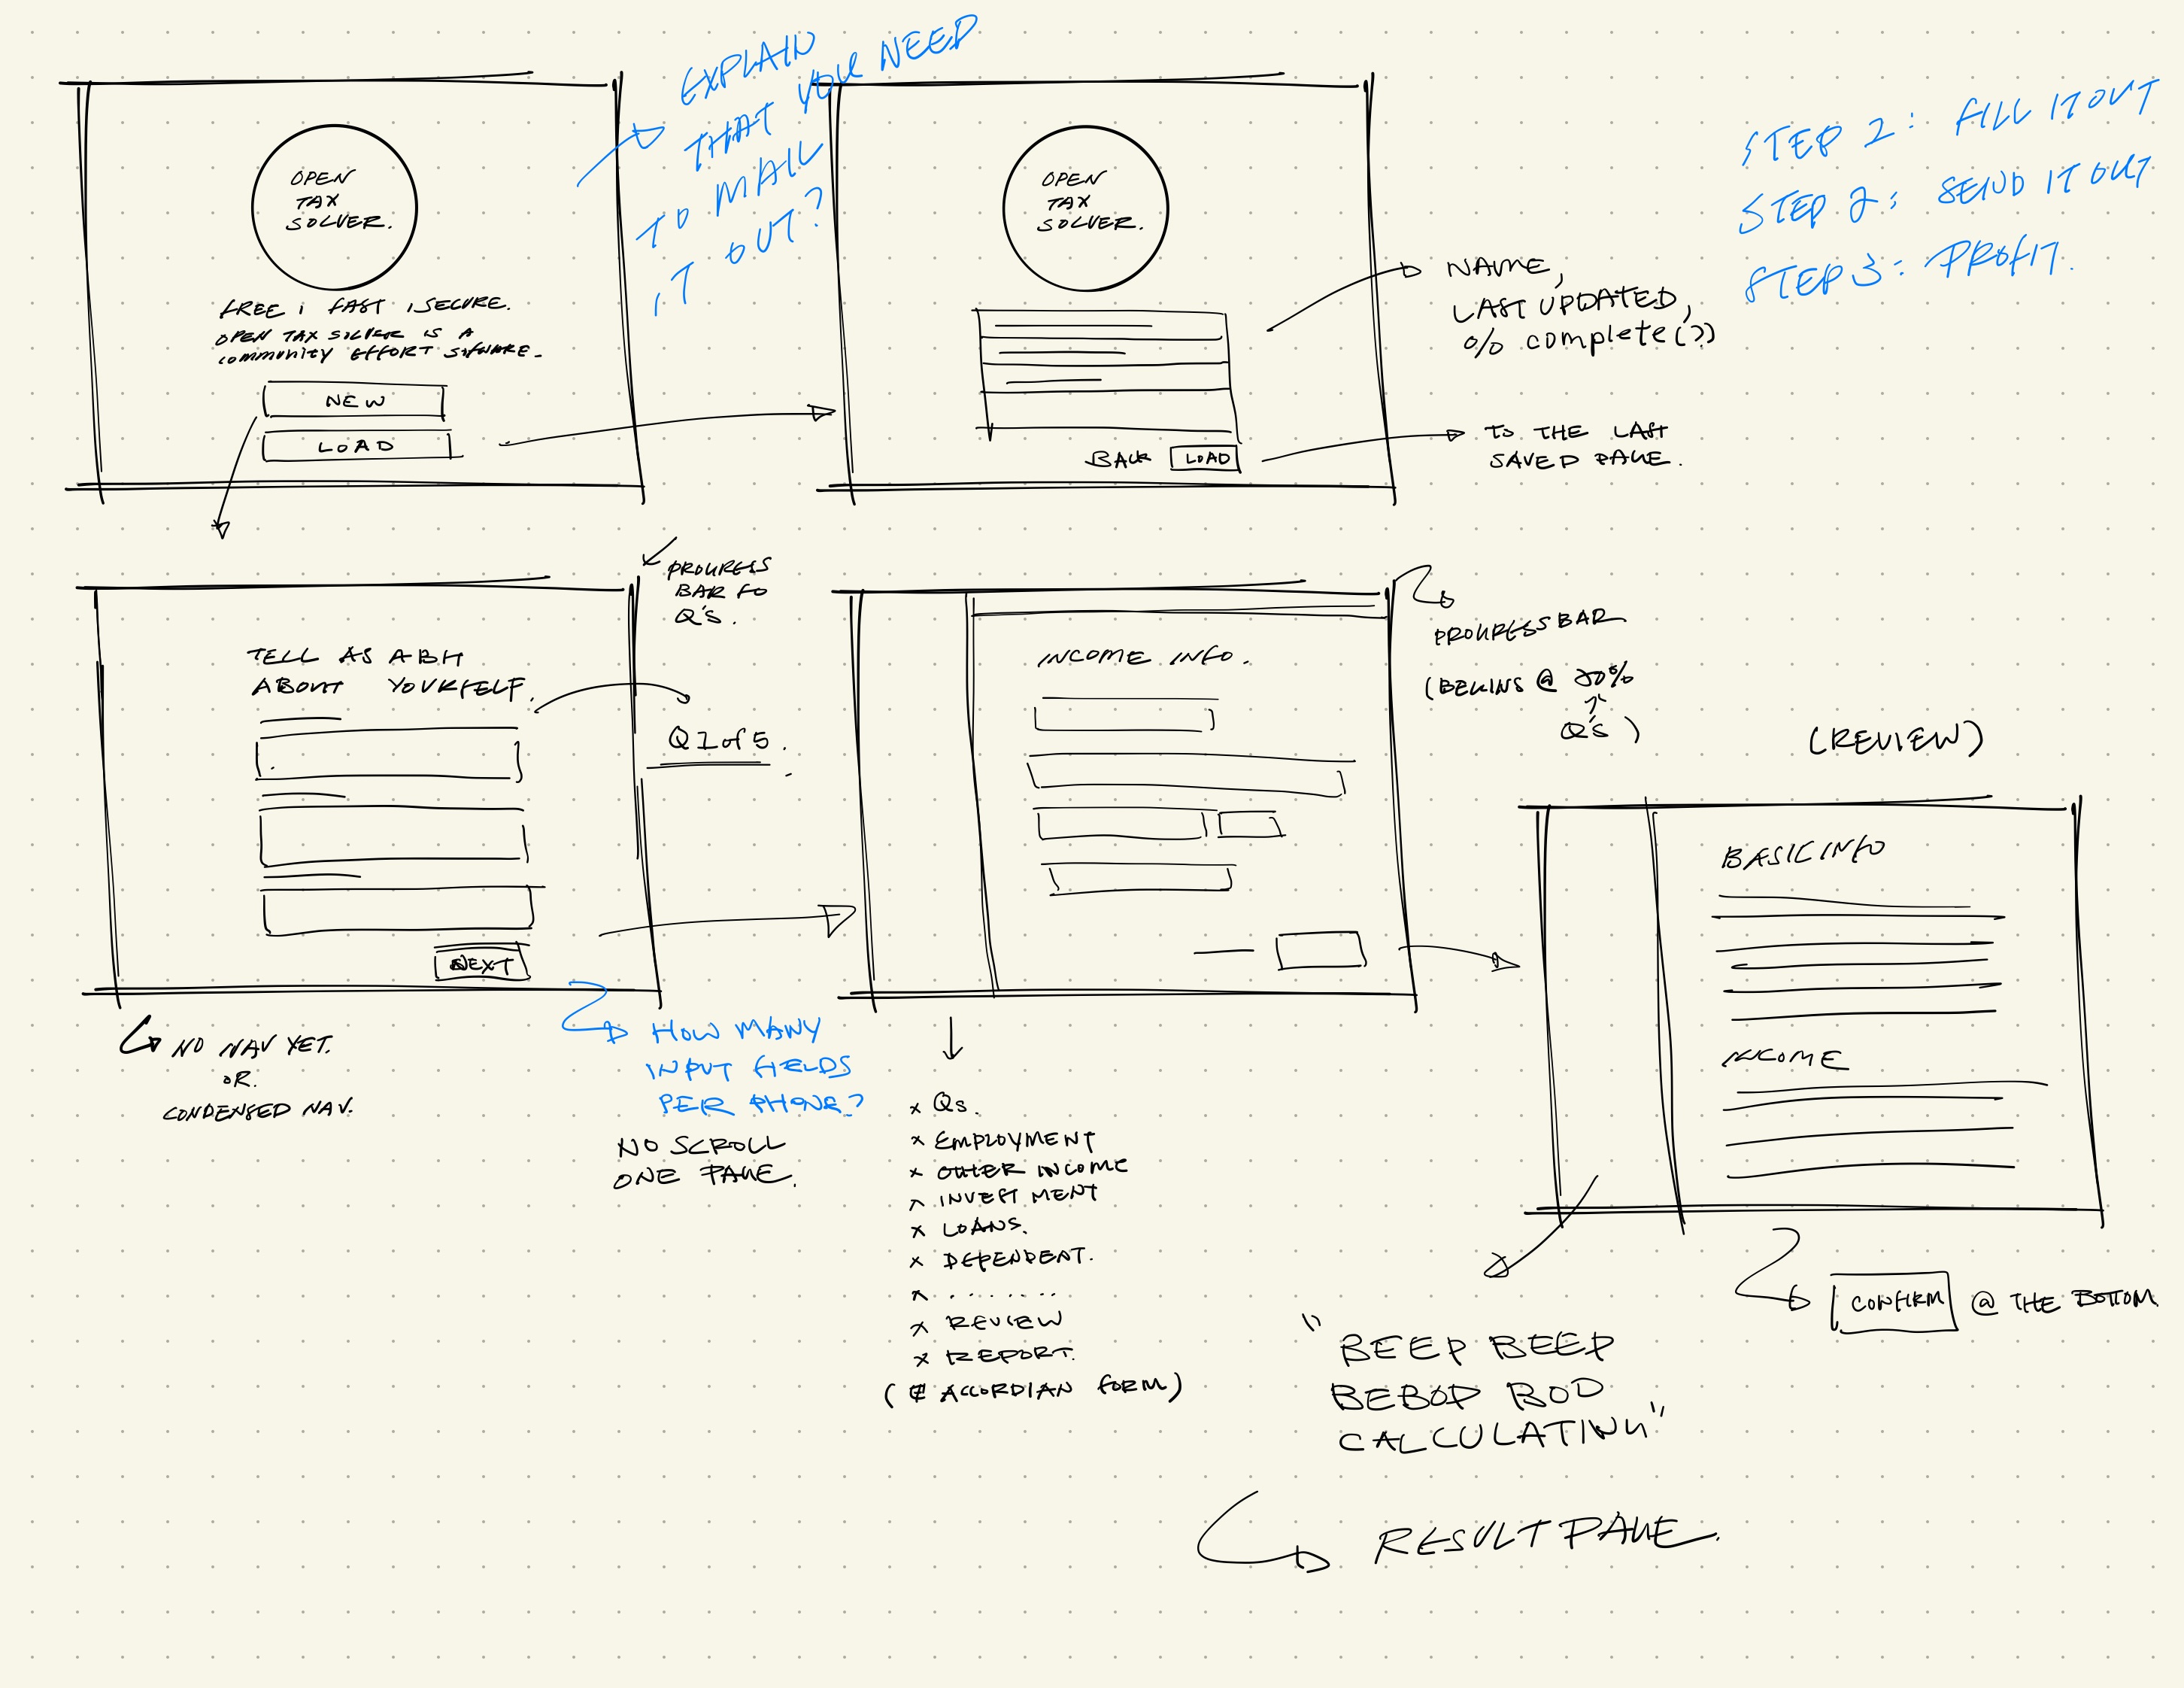 OPEN
TAX
SOLVER.
FREE, FAST, SECURE.
OPEN TAX SOLVER IS A
COMMUNITY EFFORT SOFWARE.
NEW
LOAD
EXPLAIN
THAT YOU NEED
TO MAIL
IT OUT?
OPEN
TAX
SOLVER.
BACK
LOAD
NAME,
LAST UPDATED,
% complete(?)
TO THE LAST
SAVED PAGE.
STEP 2: FILL IT OUT
STEP 2: SEND IT OUT
STEP 3: PROFIT.
PROGRESS
BAR FO
Q'S.
TELL AS A BIT
ABOUT YOURSELF.
Q 1 of 5.
NEXT
NO NAV YET.
OR.
CONDENSED NAV.
HOW MANY
INPUT FIELDS
PER PHONE?
NO SCROLL
ONE PAGE.
INCOME INFO.
PROGRESS BAR
(BEGINS @ 20%
Q'S)
x Qs.
x EMPLOYMENT
x OTHER INCOME
x INVESTMENT
x LOANS.
x DEPENDENT.
x .......
x REVIEW
x REPORT.
ACCORDIAN FORM)
(REVIEW)
BASIC INFO
INCOME
CONFIRM @ THE BOTTOM
"BEEP BEEP
BEBOP BOD
CALCULATING"
RESULT PAGE.